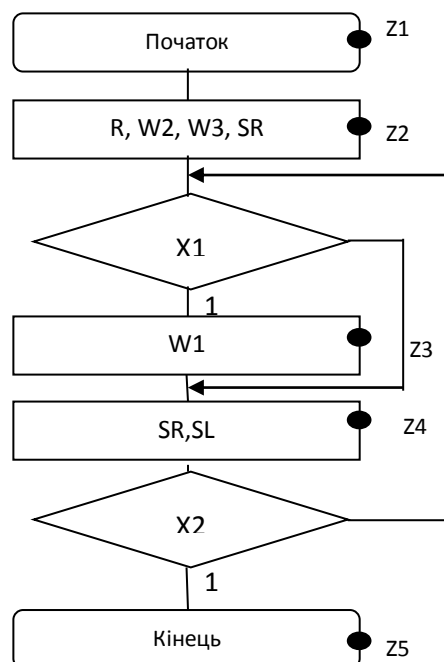 Початок
Z1
R, W2, W3, SR
Z2
X1
1
W1
Z3
SR,SL
Z4
X2
1
Кінець
Z5